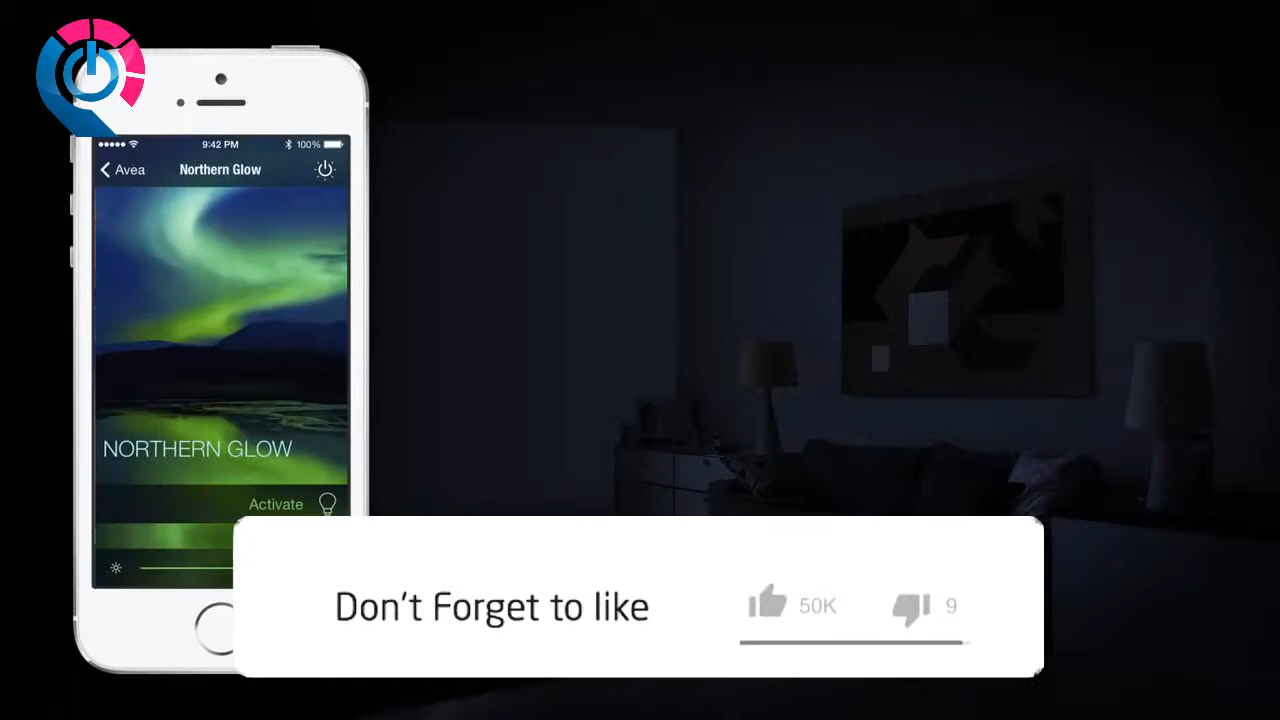 9:42 PM
100%
Avea
Northern Glow
NORTHERN GLOW
Activate
Don't Forget to like
50K
9